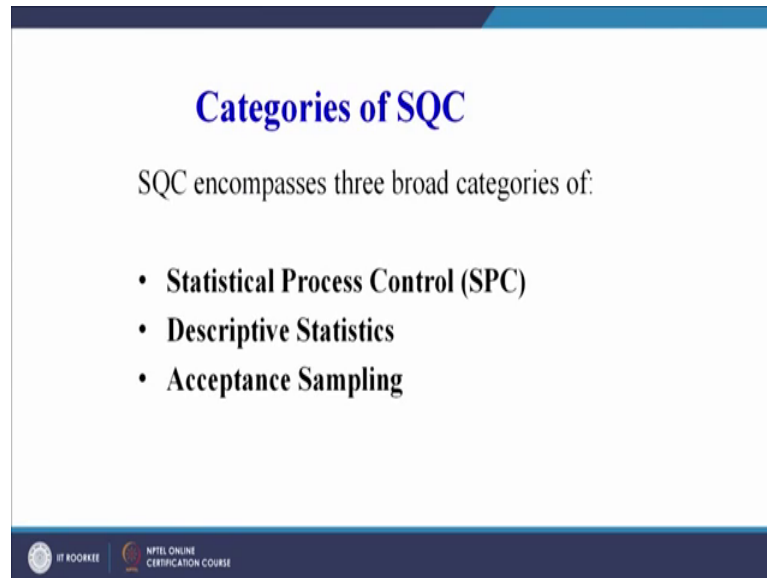 Categories of SQC
SQC encompasses three broad categories of:
• Statistical Process Control (SPC)
• Descriptive Statistics
• Acceptance Sampling
IIT ROORKEE
NPTEL ONLINE
CERTIFICATION COURSE